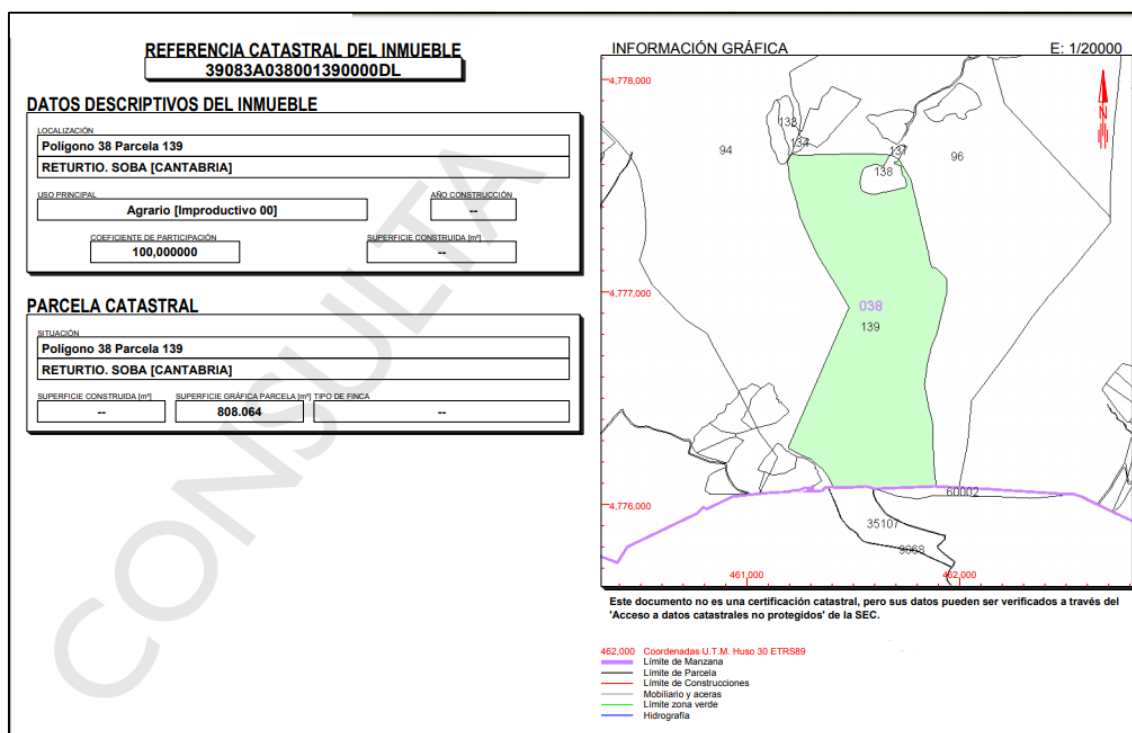 REFERENCIA CATASTRAL DEL INMUEBLE
39083A038001390000DL
DATOS DESCRIPTIVOS DEL INMUEBLE
LOCALIZACIÓN
Polígono 38 Parcela 139
RETURTIO. SOBA [CANTABRIA]
USO PRINCIPAL
AÑO CONSTRUCCIÓN
Agrario [Improductivo 00]
--
COEFICIENTE DE PARTICIPACIÓN
SUPERFICIE CONSTRUIDA [m²]
100,000000
--
PARCELA CATASTRAL
SITUACIÓN
Polígono 38 Parcela 139
RETURTIO. SOBA [CANTABRIA]
SUPERFICIE CONSTRUIDA [m²]
SUPERFICIE GRÁFICA PARCELA [m²]
TIPO DE FINCA
--
808.064
--
CONSULTA
INFORMACIÓN GRÁFICA
E: 1/20000
4,778,000
N
133
134
94
137
96
138
4,777,000
038
139
4,776,000
60002
35107
9068
461,000
462,000
Este documento no es una certificación catastral, pero sus datos pueden ser verificados a través del
'Acceso a datos catastrales no protegidos' de la SEC.
462,000 Coordenadas U.T.M. Huso 30 ETRS89
Límite de Manzana
Límite de Parcela
Límite de Construcciones
Mobiliario y aceras
Límite zona verde
Hidrografía